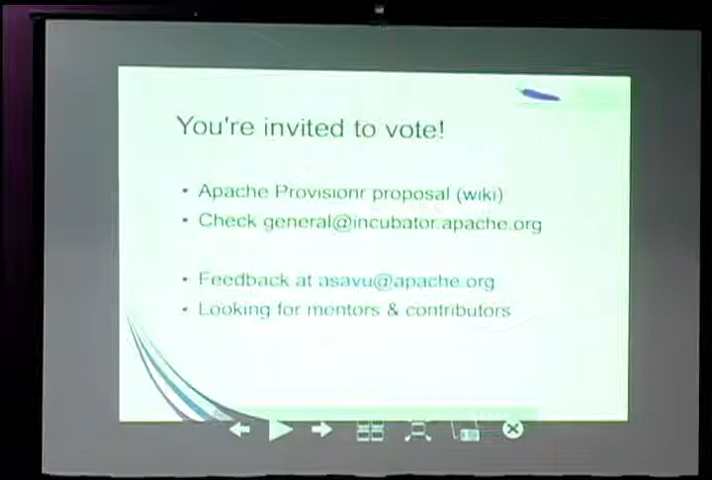 You're invited to vote!
• Apache Provisionr proposal (wiki)
• Check general@incubator.apache.org
• Feedback at asavu@apache.org
• Looking for mentors & contributors